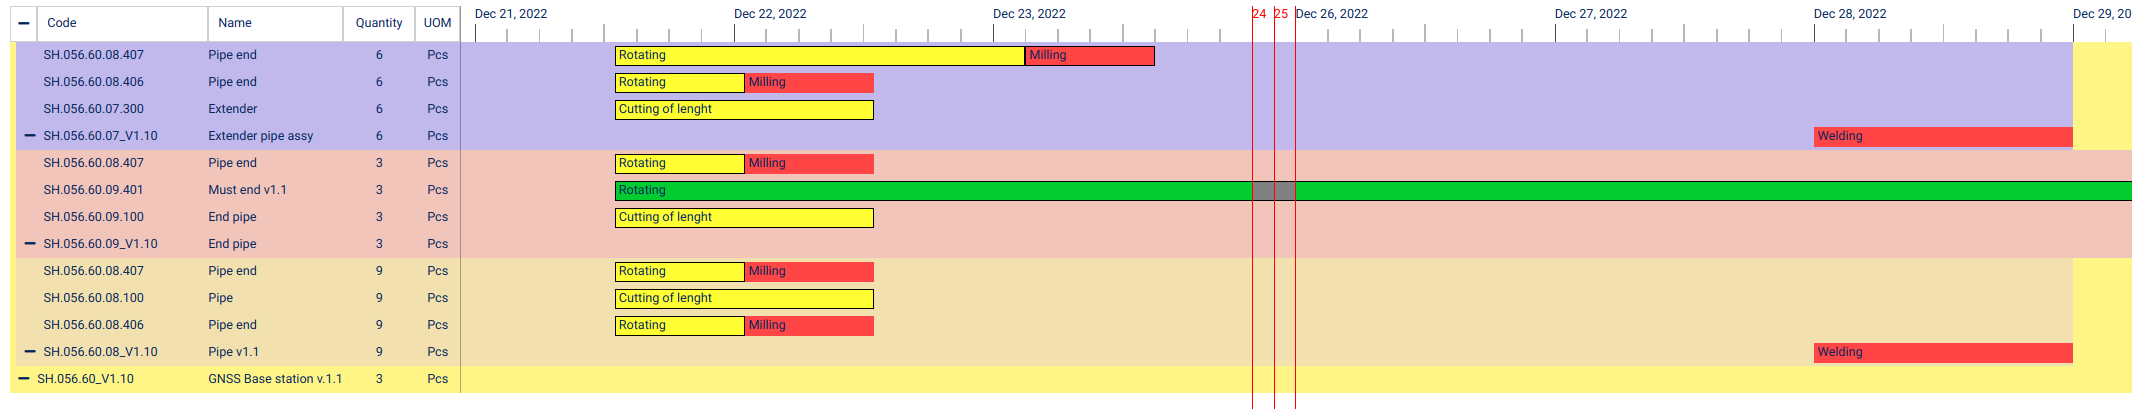 Code Name Quantity UOM Dec 21, 2022 Dec 22, 2022 Dec 23, 2022 24 25 Dec 26, 2022 Dec 27, 2022 Dec 28, 2022 Dec 29, 20
SH.056.60.08.407 Pipe end 6 Pcs Rotating Milling
SH.056.60.08.406 Pipe end 6 Pcs Rotating Milling
SH.056.60.07.300 Extender 6 Pcs Cutting of lenght
SH.056.60.07_V1.10 Extender pipe assy 6 Pcs Welding
SH.056.60.08.407 Pipe end 3 Pcs Rotating Milling
SH.056.60.09.401 Must end v1.1 3 Pcs Rotating
SH.056.60.09.100 End pipe 3 Pcs Cutting of lenght
SH.056.60.09_V1.10 End pipe 3 Pcs
SH.056.60.08.407 Pipe end 9 Pcs Rotating Milling
SH.056.60.08.100 Pipe 9 Pcs Cutting of lenght
SH.056.60.08.406 Pipe end 9 Pcs Rotating Milling
SH.056.60.08_V1.10 Pipe v1.1 9 Pcs Welding
SH.056.60_V1.10 GNSS Base station v.1.1 3 Pcs